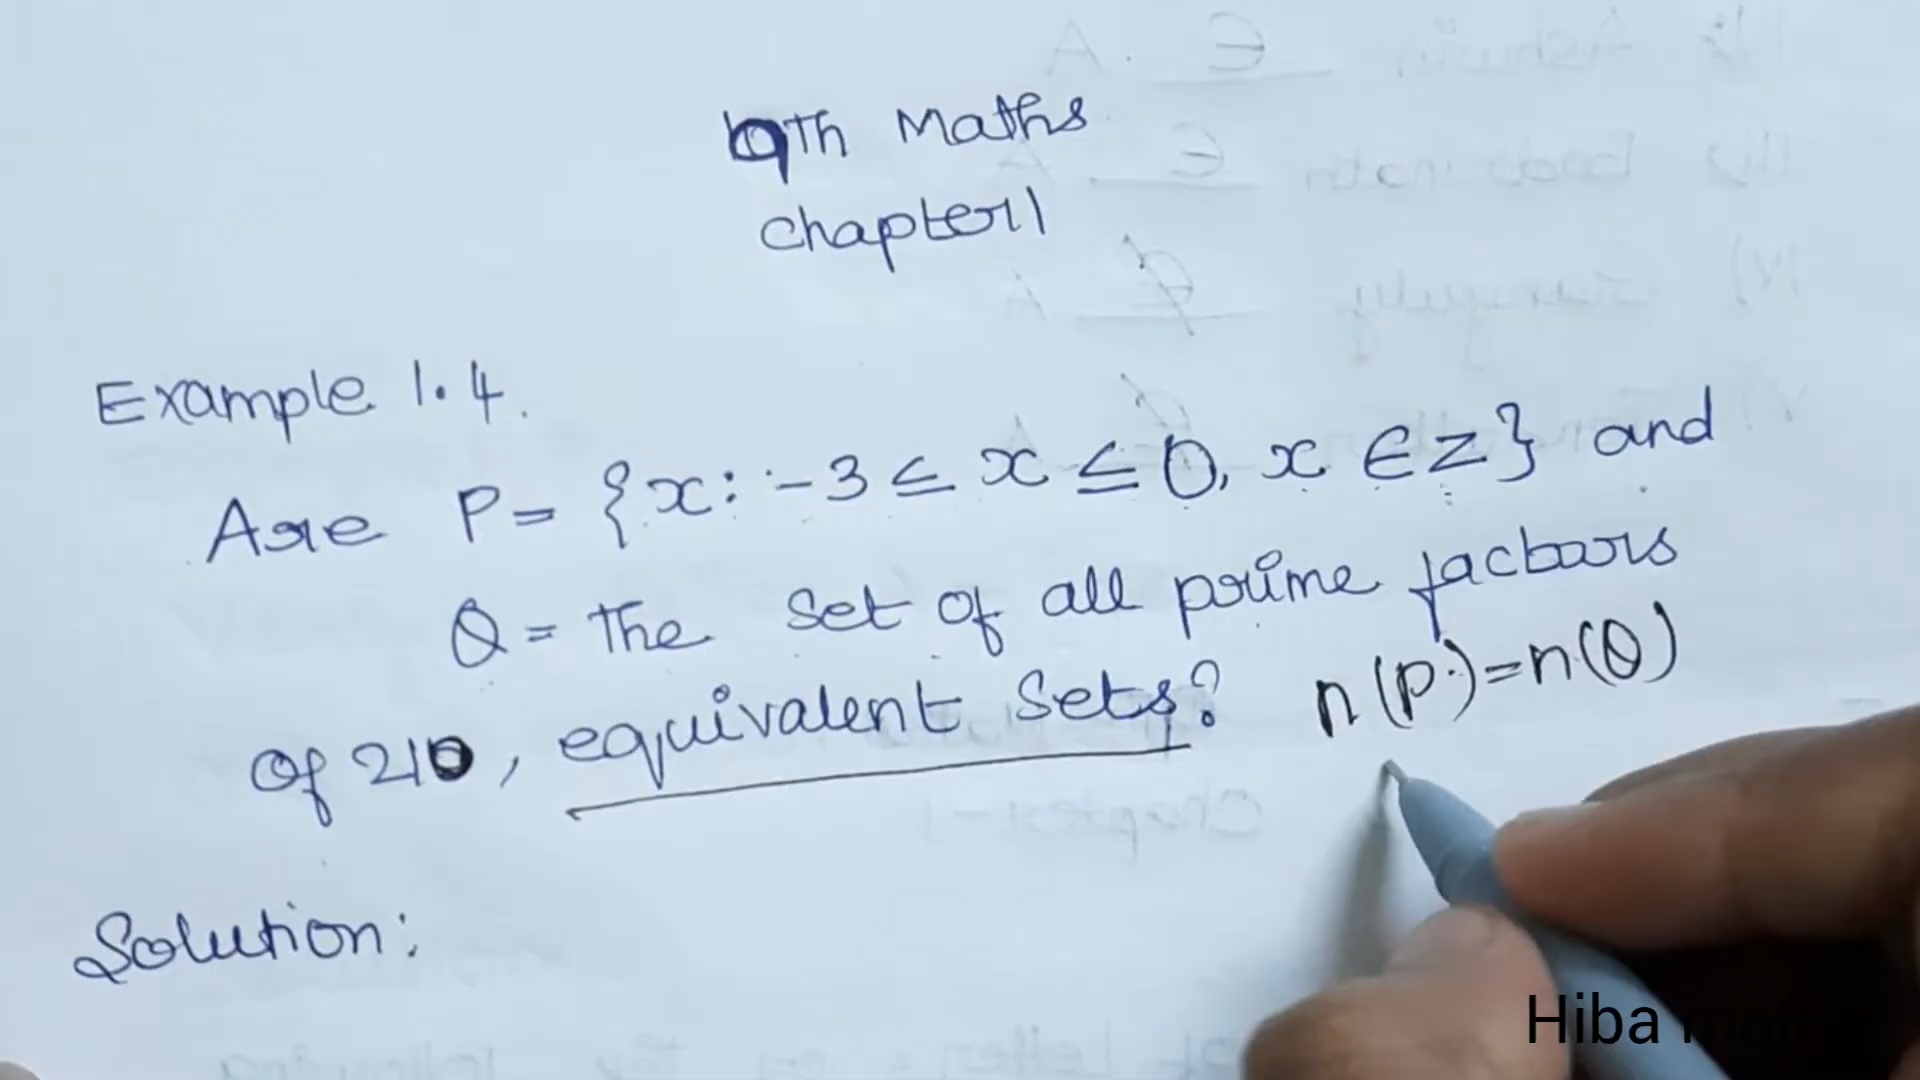 9Th Maths
Chapter 1
Example 1.4.
Are P = {x: -3 ≤ x ≤ 0, x ∈ Z} and
Q = The set of all prime factors
of 210, equivalent sets?
n(P) = n(Q)
Solution:
Hiba